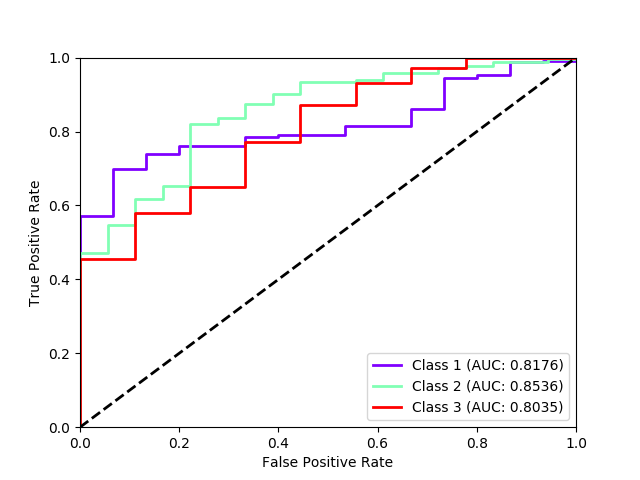 1.0
0.8
0.6
0.4
0.2
0.0
True Positive Rate
0.0 0.2 0.4 0.6 0.8 1.0
False Positive Rate
Class 1 (AUC: 0.8176)
Class 2 (AUC: 0.8536)
Class 3 (AUC: 0.8035)